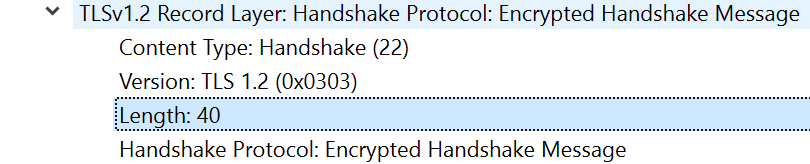 TLSv1.2 Record Layer: Handshake Protocol: Encrypted Handshake Message
Content Type: Handshake (22)
Version: TLS 1.2 (0x0303)
Length: 40
Handshake Protocol: Encrypted Handshake Message